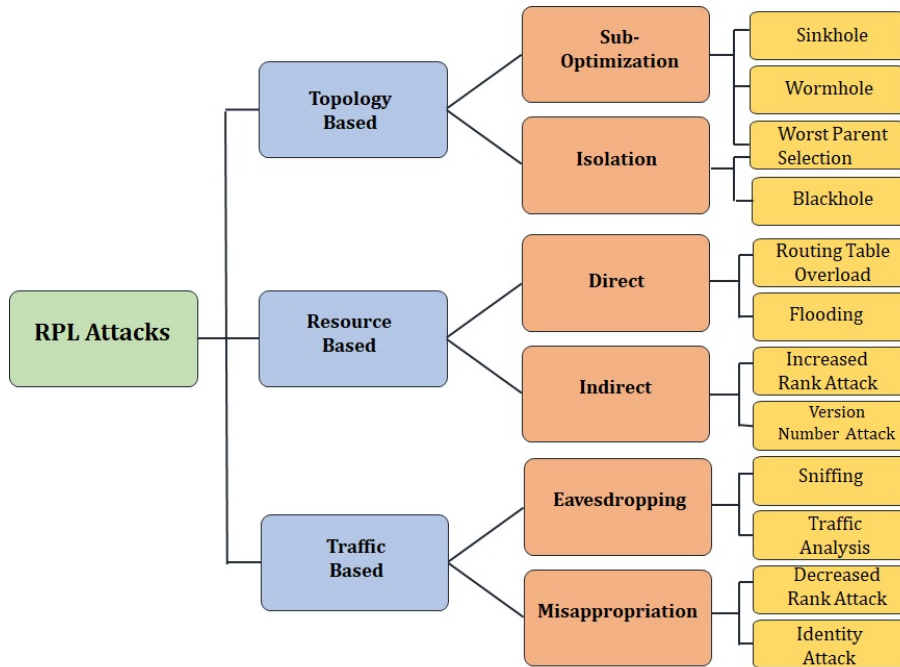 RPL Attacks
Topology
Based
Sub-
Optimization
Sinkhole
Wormhole
Worst Parent
Selection
Isolation
Blackhole
Resource
Based
Direct
Routing Table
Overload
Flooding
Indirect
Increased
Rank Attack
Version
Number Attack
Traffic
Based
Eavesdropping
Sniffing
Traffic
Analysis
Misappropriation
Decreased
Rank Attack
Identity
Attack